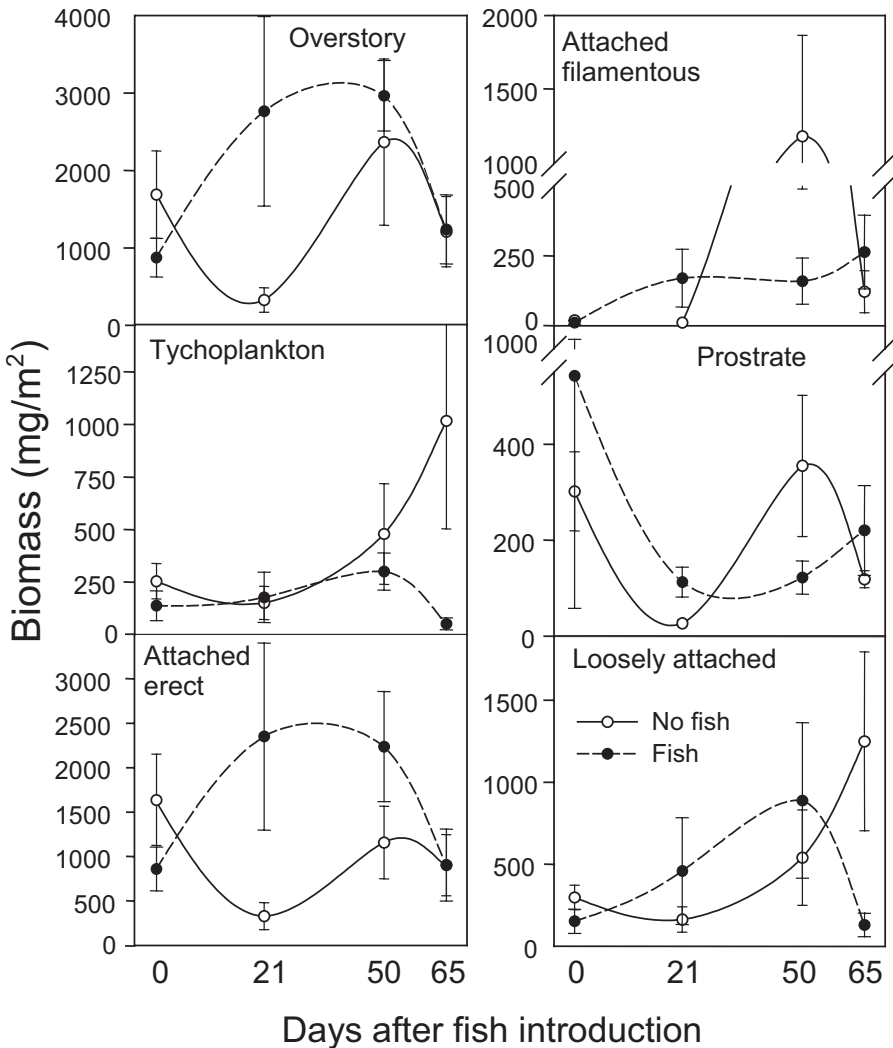 Biomass (mg/m²)
Overstory
4000
3000
2000
1000
0
Attached
filamentous
2000
1500
1000
500
250
0
Tychoplankton
1250
1000
750
500
250
0
Prostrate
1000
400
200
0
Attached
erect
3000
2500
2000
1500
1000
500
0
Loosely attached
No fish
Fish
1500
1000
500
0
0 21 50 65
0 21 50 65
Days after fish introduction